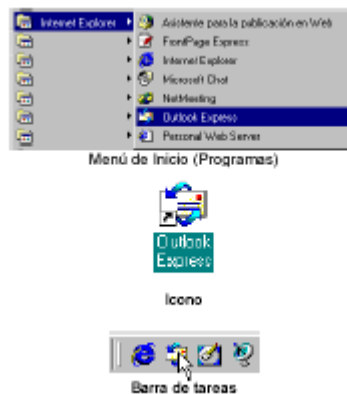 Internet Explorer
Asistente para la publicación en Web
FrontPage Express
Internet Explorer
Microsoft Chat
NetMeeting
Outlook Express
Personal Web Server
Menú de Inicio (Programas)
Outlook
Express
Icono
Barra de tareas